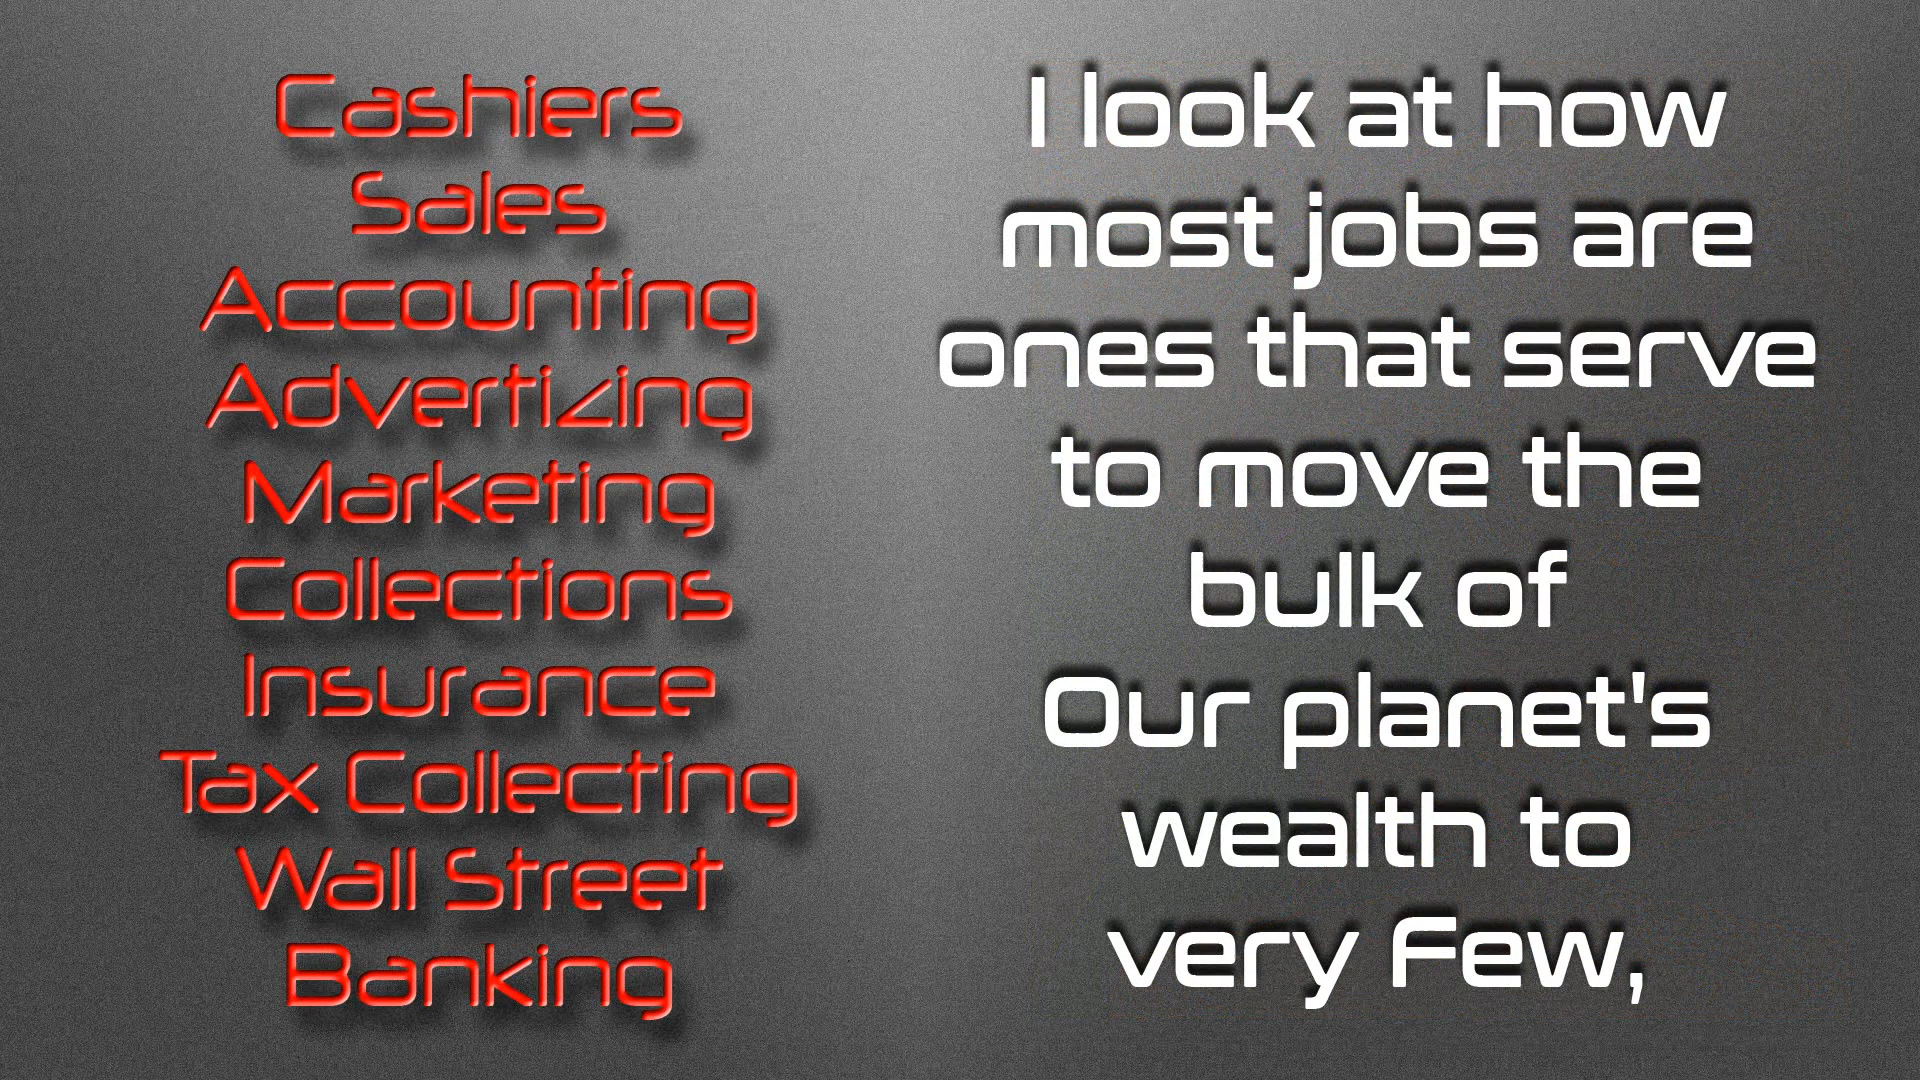 Cashiers
Sales
Accounting
Advertizing
Marketing
Collections
Insurance
Tax Collecting
Wall Street
Banking
I look at how
most jobs are
ones that serve
to move the
bulk of
Our planet's
wealth to
very Few,